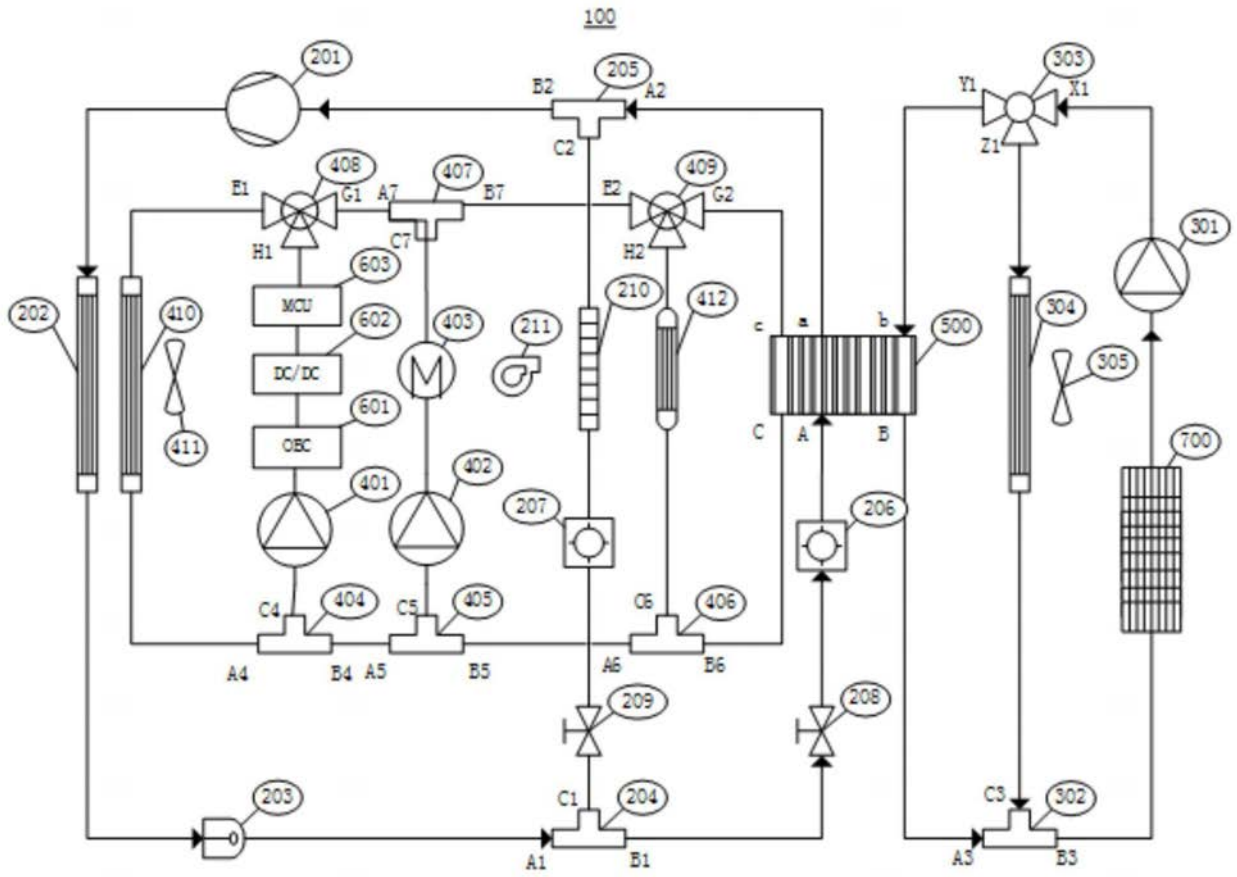 100
201
205
303
B2
A2
Y1
X1
C2
Z1
408
407
409
E1
G1
A7
B7
E2
G2
H1
C7
H2
301
603
MCU
202
410
602
403
211
210
412
c
a
b
500
304
DC/DC
305
411
601
OBC
C
A
B
700
401
402
207
206
C4
404
C5
405
C6
406
A4
B4
A5
B5
A6
B6
209
208
203
C1
204
C3
302
A1
B1
A3
B3